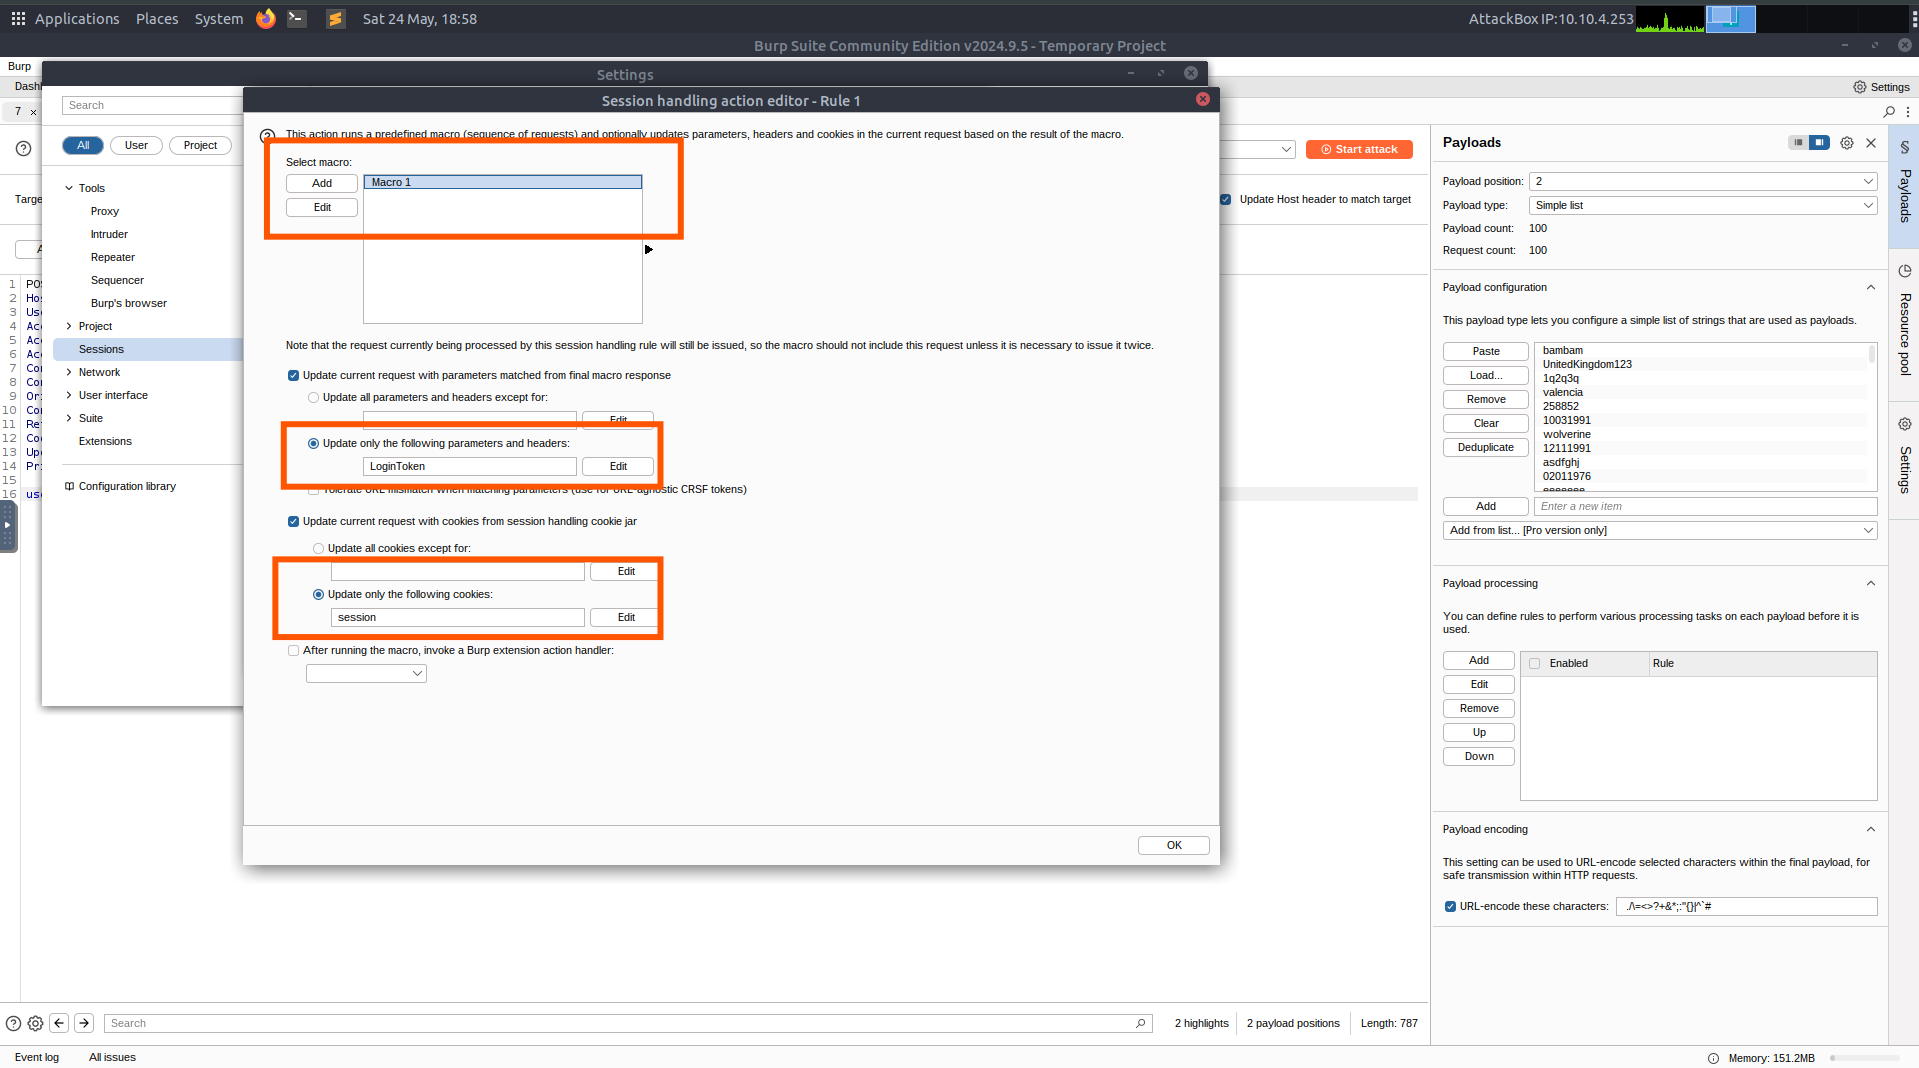 Applications Places System Sat 24 May, 18:58 AttackBox IP:10.10.4.253
Burp Suite Community Edition v2024.9.5 - Temporary Project
Burp
Settings
Dash
Settings
Search
7 ×
Session handling action editor - Rule 1
All User Project
Tools
Proxy
Intruder
Repeater
Sequencer
Burp's browser
Project
Sessions
Network
User interface
Suite
Extensions
Configuration library
Targe
1 PO
2 Ho
3 Us
4 Ac
5 Ac
6 Ac
7 Co
8 Co
9 Or
10 Co
11 Re
12 Co
13 Up
14 Pr
15
16 us
This action runs a predefined macro (sequence of requests) and optionally updates parameters, headers and cookies in the current request based on the result of the macro.
Select macro:
Add Macro 1
Edit
Note that the request currently being processed by this session handling rule will still be issued, so the macro should not include this request unless it is necessary to issue it twice.
Update current request with parameters matched from final macro response
Update all parameters and headers except for:
Edit
Update only the following parameters and headers:
LoginToken Edit
Tolerate URL mismatch when matching parameters (use for URL-agnostic CRSF tokens)
Update current request with cookies from session handling cookie jar
Update all cookies except for:
Edit
Update only the following cookies:
session Edit
After running the macro, invoke a Burp extension action handler:
OK
Start attack
Update Host header to match target
Payloads
Payload position: 2
Payload type: Simple list
Payload count: 100
Request count: 100
Payload configuration
This payload type lets you configure a simple list of strings that are used as payloads.
Paste
Load...
Remove
Clear
Deduplicate
bambam
UnitedKingdom123
1q2q3q
valencia
258852
10031991
wolverine
12111991
asdfghj
02011976
eeeeeee
Add Enter a new item
Add from list... [Pro version only]
Payload processing
You can define rules to perform various processing tasks on each payload before it is
used.
Add
Edit
Remove
Up
Down
Enabled Rule
Payload encoding
This setting can be used to URL-encode selected characters within the final payload, for
safe transmission within HTTP requests.
URL-encode these characters: ./\=<>?+&*;:"{}|^`#
Payloads
Resource pool
Settings
Search
2 highlights 2 payload positions Length: 787
Event log All issues Memory: 151.2MB